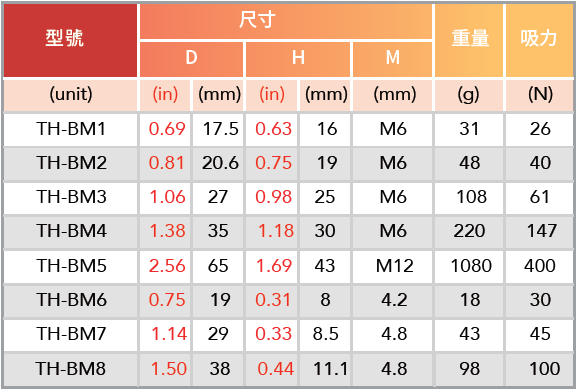 型號 尺寸 重量 吸力
D H M
(unit) (in) (mm) (in) (mm) (mm) (g) (N)
TH-BM1 0.69 17.5 0.63 16 M6 31 26
TH-BM2 0.81 20.6 0.75 19 M6 48 40
TH-BM3 1.06 27 0.98 25 M6 108 61
TH-BM4 1.38 35 1.18 30 M6 220 147
TH-BM5 2.56 65 1.69 43 M12 1080 400
TH-BM6 0.75 19 0.31 8 4.2 18 30
TH-BM7 1.14 29 0.33 8.5 4.8 43 45
TH-BM8 1.50 38 0.44 11.1 4.8 98 100